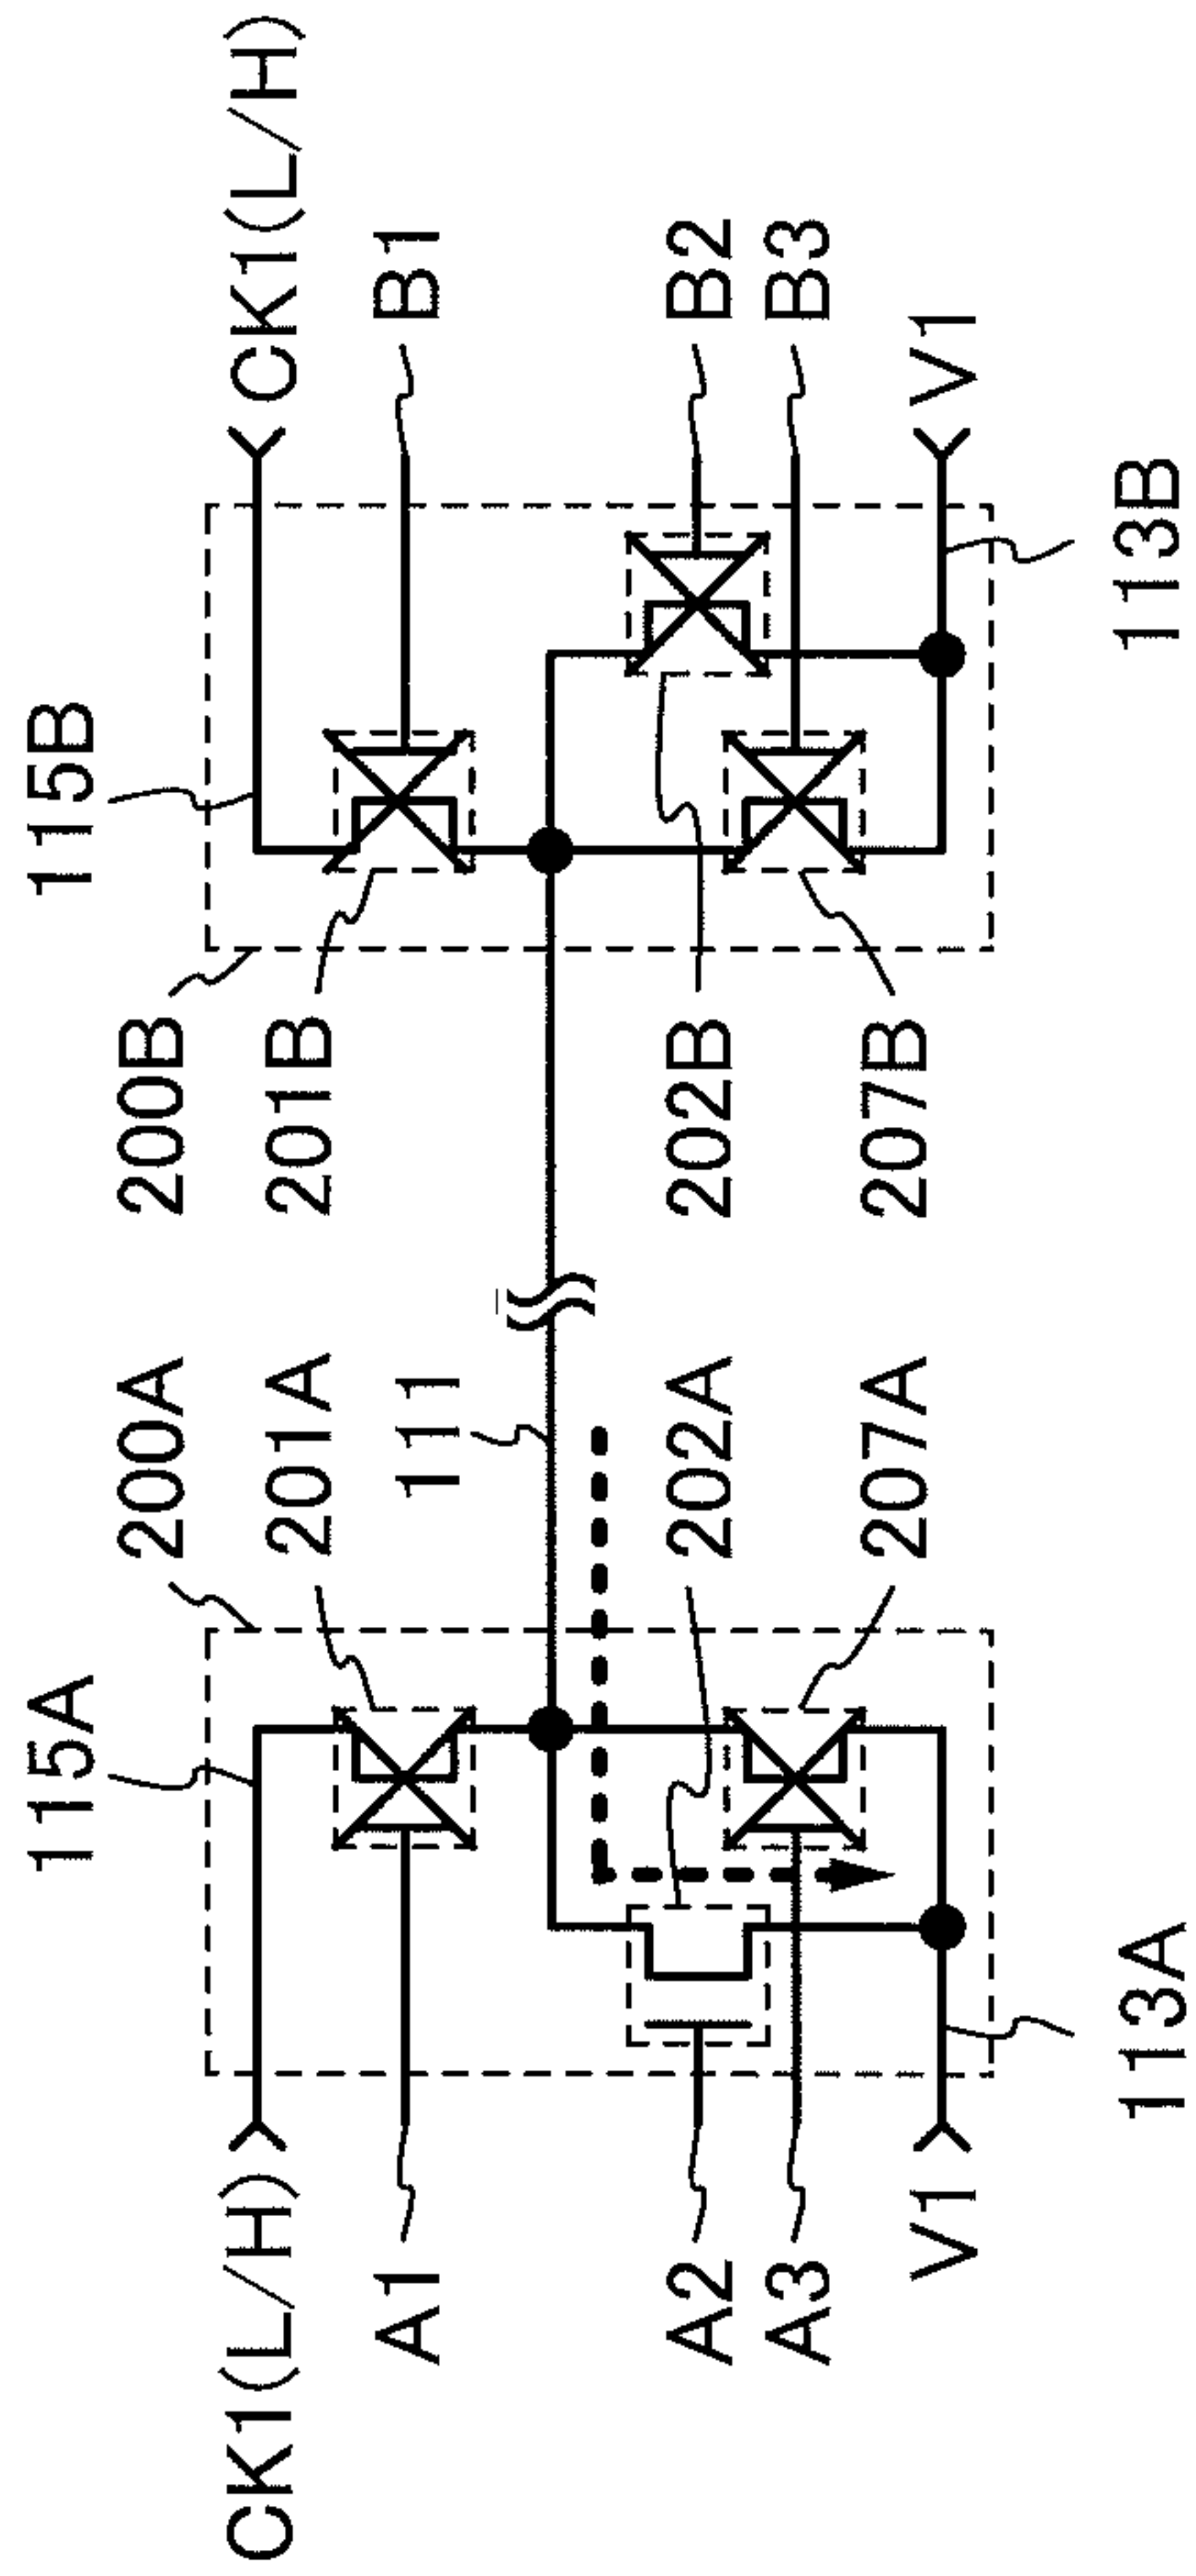 115A
115B
200A
200B
CK1(L/H)
CK1(L/H)
201A
201B
A1
B1
111
202A
202B
A2
B2
A3
B3
207A
207B
V1
V1
113A
113B